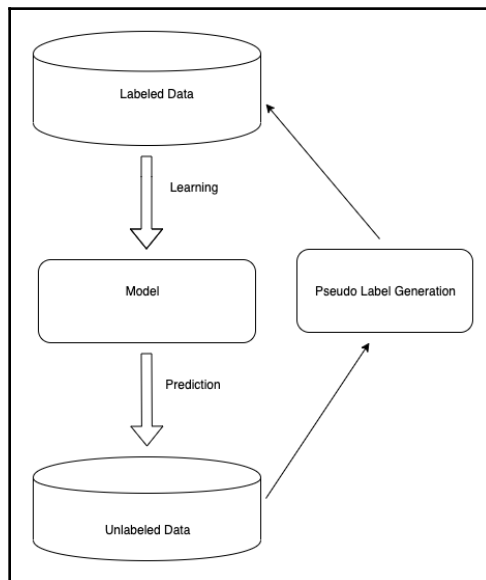 Labeled Data
Learning
Model
Pseudo Label Generation
Prediction
Unlabeled Data